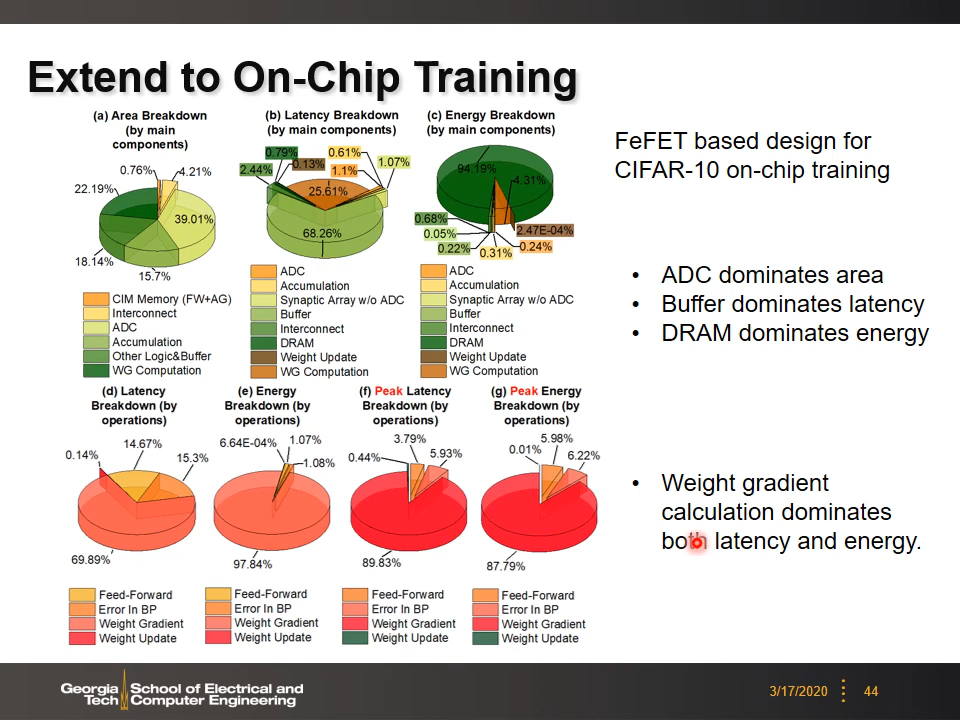 Extend to On-Chip Training
(a) Area Breakdown
(by main
components)
0.76%
4.21%
22.19%
39.01%
18.14%
15.7%
CIM Memory (FW+AG)
Interconnect
ADC
Accumulation
Other Logic&Buffer
WG Computation
(b) Latency Breakdown
(by main components)
0.79%
0.61%
0.13%
1.07%
2.44%
1.1%
25.61%
68.26%
ADC
Accumulation
Synaptic Array w/o ADC
Buffer
Interconnect
DRAM
Weight Update
WG Computation
(c) Energy Breakdown
(by main components)
94.19%
4.31%
0.68%
2.47E-04%
0.05%
0.22%
0.31%
0.24%
ADC
Accumulation
Synaptic Array w/o ADC
Buffer
Interconnect
DRAM
Weight Update
WG Computation
FeFET based design for
CIFAR-10 on-chip training
• ADC dominates area
• Buffer dominates latency
• DRAM dominates energy
(d) Latency
Breakdown (by
operations)
14.67%
0.14%
15.3%
69.89%
Feed-Forward
Error In BP
Weight Gradient
Weight Update
(e) Energy
Breakdown (by
operations)
6.64E-04%
1.07%
1.08%
97.84%
Feed-Forward
Error In BP
Weight Gradient
Weight Update
(f) Peak Latency
Breakdown (by
operations)
3.79%
0.44%
5.93%
89.83%
Feed-Forward
Error In BP
Weight Gradient
Weight Update
(g) Peak Energy
Breakdown (by
operations)
5.98%
0.01%
6.22%
87.79%
Feed-Forward
Error In BP
Weight Gradient
Weight Update
• Weight gradient
calculation dominates
both latency and energy.
Georgia Tech
School of Electrical and
Computer Engineering
3/17/2020
44